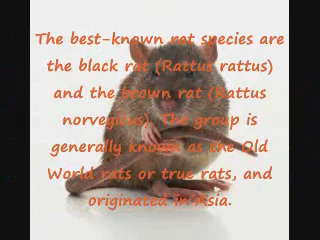 The best-known rat species are
the black rat (Rattus rattus)
and the brown rat (Rattus
norvegicus). The group is
generally known as the Old
World rats or true rats, and
originated in Asia.